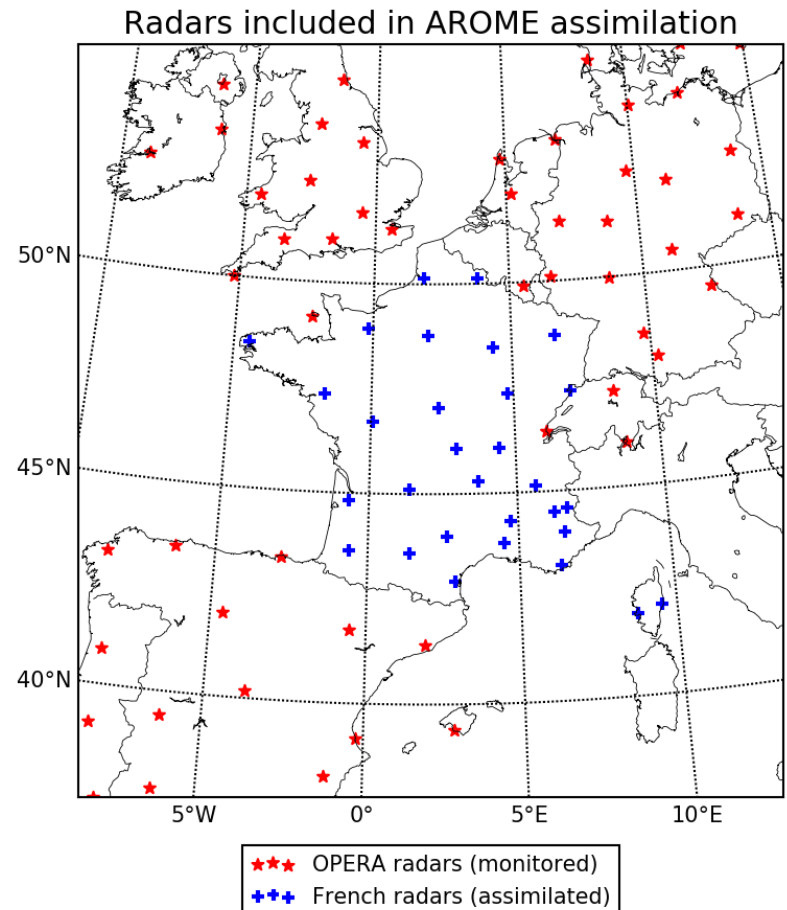 Radars included in AROME assimilation
50°N
45°N
40°N
5°W 0° 5°E 10°E
OPERA radars (monitored)
French radars (assimilated)